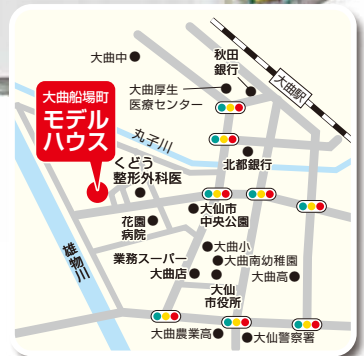 大曲中
秋田
銀行
大曲駅
大曲厚生
医療センター
大曲船場町
モデル
ハウス
丸子川
北都銀行
くどう
整形外科医
花園
病院
大仙市
中央公園
雄物川
業務スーパー
大曲店
大曲小
大曲南幼稚園
大曲高
大仙
市役所
大曲農業高
大仙警察署